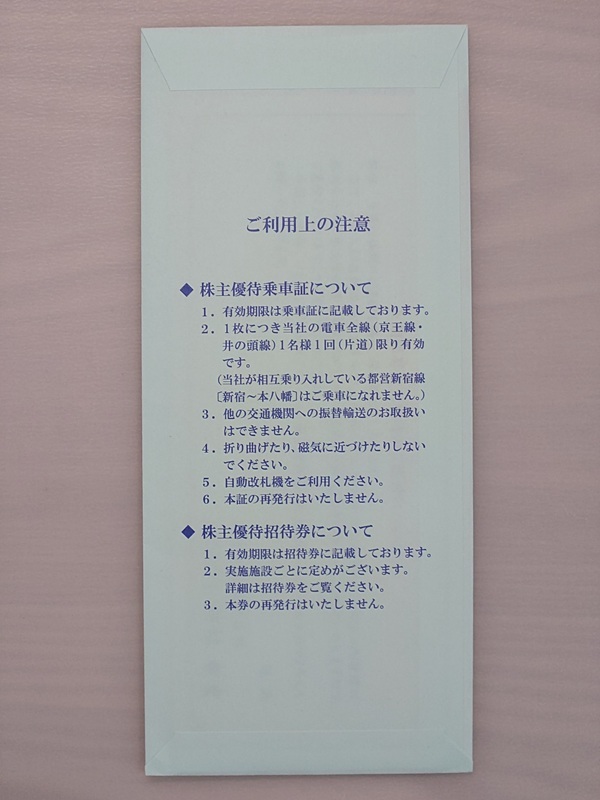 ご利用上の注意
◆ 株主優待乗車証について
1．有効期限は乗車証に記載しております。
2．1枚につき当社の電車全線（京王線・
井の頭線）1名様1回（片道）限り有効
です。
（当社が相互乗り入れしている都営新宿線
〔新宿～本八幡〕はご乗車になれません。）
3．他の交通機関への振替輸送のお取扱い
はできません。
4．折り曲げたり、磁気に近づけたりしない
でください。
5．自動改札機をご利用ください。
6．本証の再発行はいたしません。
◆ 株主優待招待券について
1．有効期限は招待券に記載しております。
2．実施施設ごとに定めがございます。
詳細は招待券をご覧ください。
3．本券の再発行はいたしません。